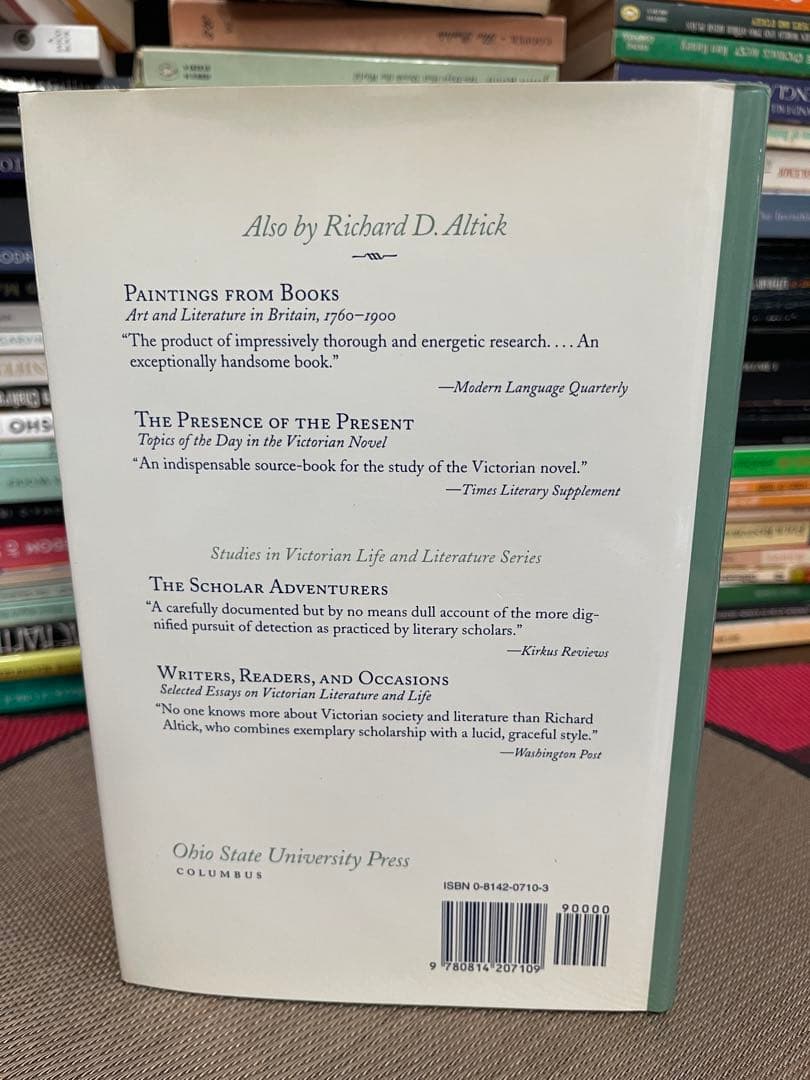 Also by Richard D. Altick
PAINTINGS FROM BOOKS
Art and Literature in Britain, 1760–1900
“The product of impressively thorough and energetic research. . . . An
exceptionally handsome book.”
—Modern Language Quarterly
THE PRESENCE OF THE PRESENT
Topics of the Day in the Victorian Novel
“An indispensable source-book for the study of the Victorian novel.”
—Times Literary Supplement
Studies in Victorian Life and Literature Series
THE SCHOLAR ADVENTURERS
“A carefully documented but by no means dull account of the more dig-
nified pursuit of detection as practiced by literary scholars.”
—Kirkus Reviews
WRITERS, READERS, AND OCCASIONS
Selected Essays on Victorian Literature and Life
“No one knows more about Victorian society and literature than Richard
Altick, who combines exemplary scholarship with a lucid, graceful style.”
—Washington Post
Ohio State University Press
COLUMBUS
ISBN 0-8142-0710-3
90000
9 780814 207109